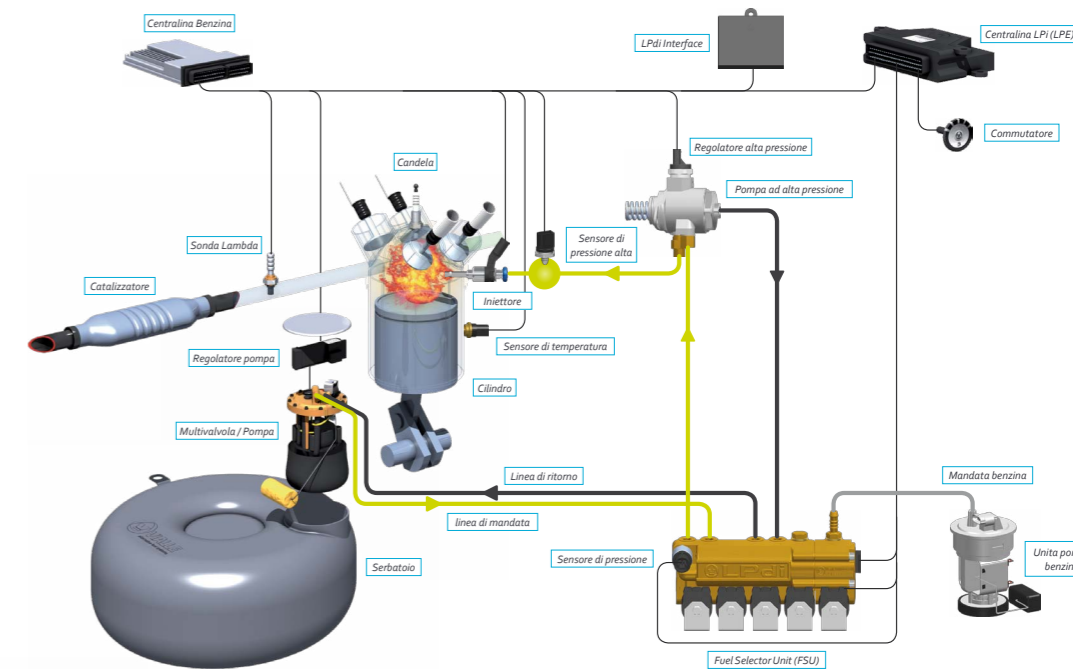 Centralina Benzina
LPdi Interface
Centralina LPi (LPE)
Commutatore
Candela
Regolatore alta pressione
Pompa ad alta pressione
Sonda Lambda
Sensore di
pressione alta
Catalizzatore
Iniettore
Sensore di temperatura
Regolatore pompa
Cilindro
Multivalvola / Pompa
Linea di ritorno
Mandata benzina
linea di mandata
Sensore di pressione
LPdi
Serbatoio
Unita
Fuel Selector Unit (FSU)